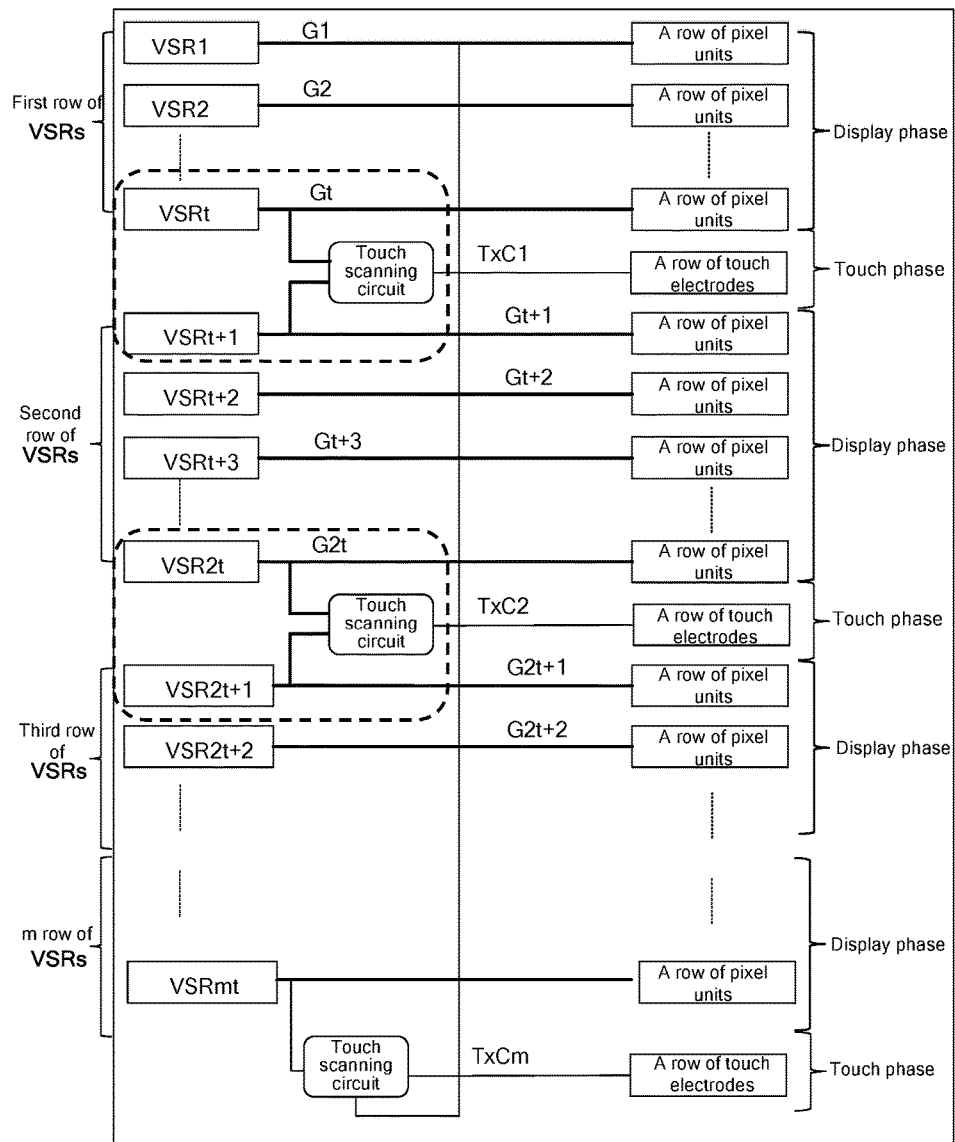 VSR1
G1
A row of pixel
units
First row of
VSRs
VSR2
G2
A row of pixel
units
Display phase
VSRt
Gt
A row of pixel
units
Touch
scanning
circuit
TxC1
A row of touch
electrodes
Touch phase
VSRt+1
Gt+1
A row of pixel
units
Second
row of
VSRs
VSRt+2
Gt+2
A row of pixel
units
VSRt+3
Gt+3
A row of pixel
units
Display phase
VSR2t
G2t
A row of pixel
units
Touch
scanning
circuit
TxC2
A row of touch
electrodes
Touch phase
VSR2t+1
G2t+1
A row of pixel
units
Third row
of
VSRs
VSR2t+2
G2t+2
A row of pixel
units
Display phase
m row of
VSRs
Display phase
VSRmt
A row of pixel
units
Touch
scanning
circuit
TxCm
A row of touch
electrodes
Touch phase